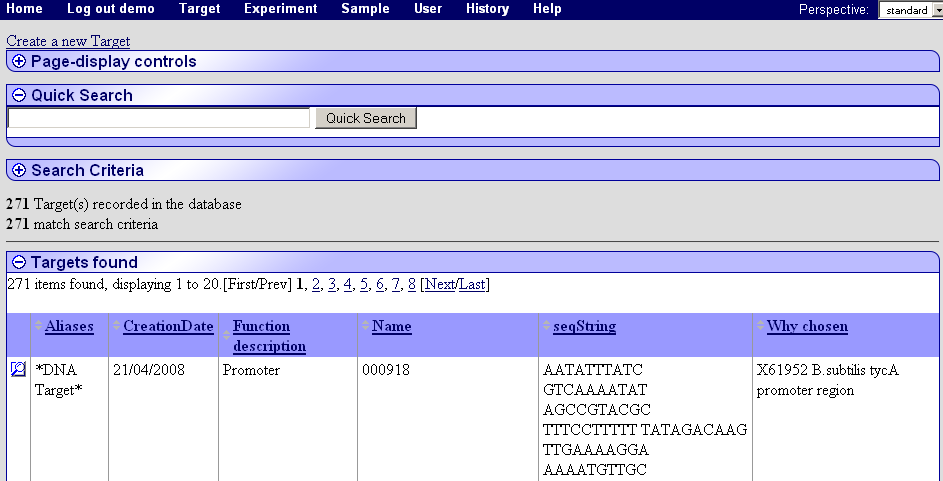 Home Log out demo Target Experiment Sample User History Help Perspective: standard
Create a new Target
Page-display controls
Quick Search
Quick Search
Search Criteria
271 Target(s) recorded in the database
271 match search criteria
Targets found
271 items found, displaying 1 to 20.[First/Prev] 1, 2, 3, 4, 5, 6, 7, 8 [Next/Last]
Aliases CreationDate Function description Name seqString Why chosen
*DNA Target* 21/04/2008 Promoter 000918 AATATTTATC X61952 B.subtilis tycA promoter region
GTCAAAATAT
AGCCGTACGC
TTTCCTTTTT TATAGACAAG
TTGAAAAGGA
AAAATGTTGC